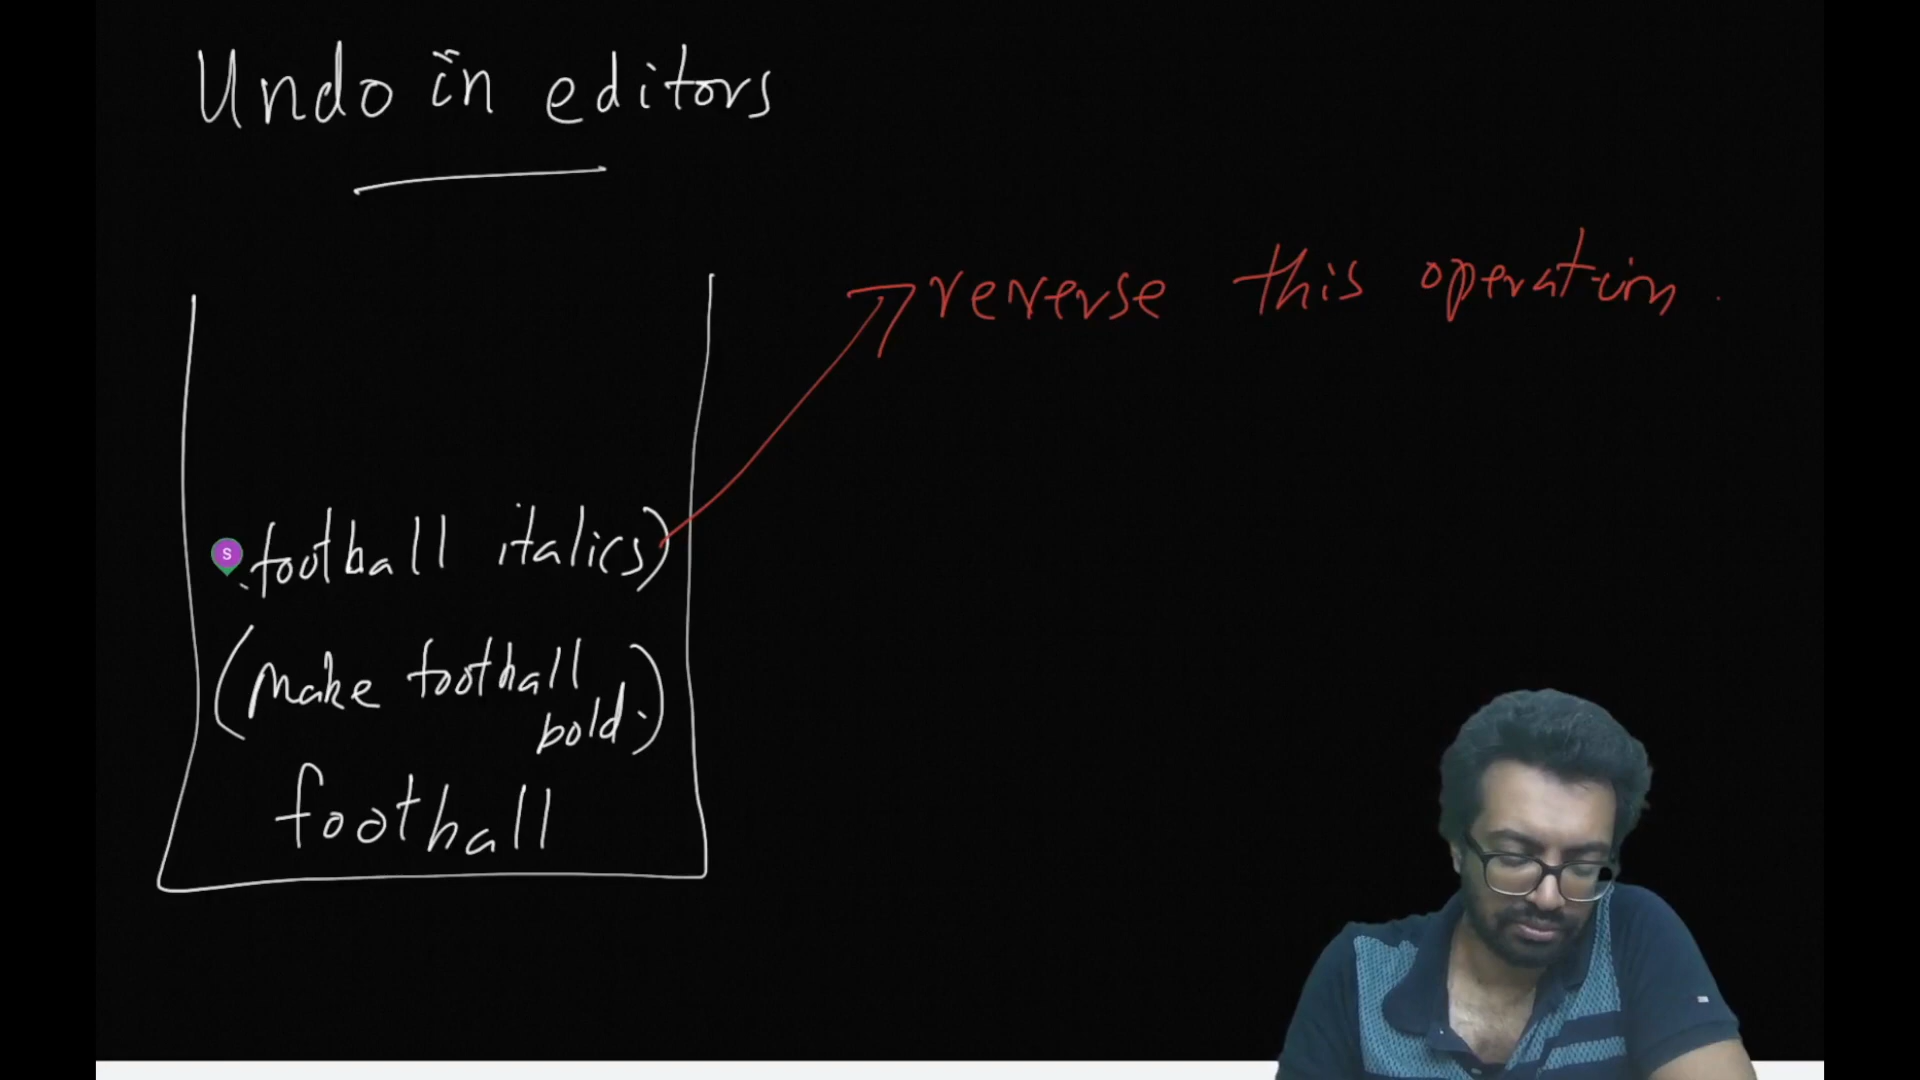 Undo in editors
reverse this operation.
football italics)
S
(make football
bold.)
football